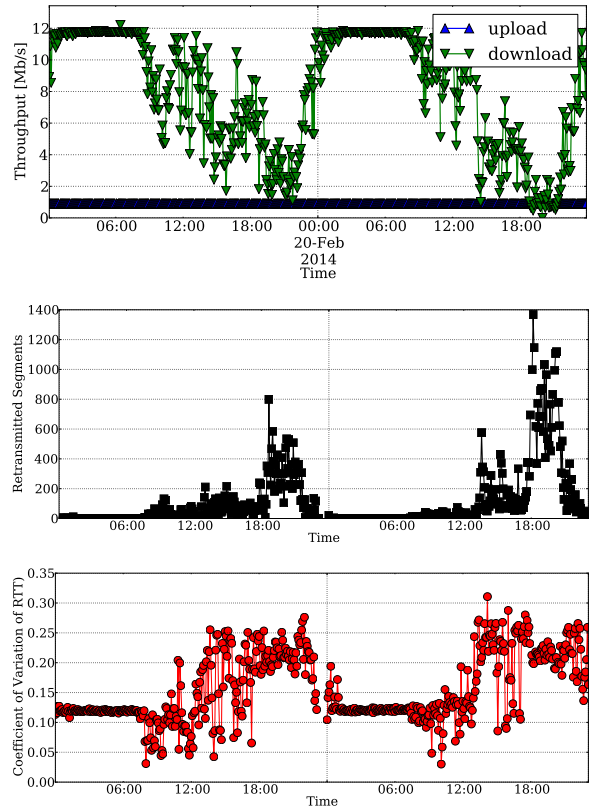 Throughput [Mb/s]
12
10
8
6
4
2
0
upload
download
06:00 12:00 18:00 00:00 06:00 12:00 18:00
20-Feb
2014
Time
Retransmitted Segments
1400
1200
1000
800
600
400
200
0
06:00 12:00 18:00 06:00 12:00 18:00
Time
Coefficient of Variation of RTT)
0.35
0.30
0.25
0.20
0.15
0.10
0.05
0.00
06:00 12:00 18:00 06:00 12:00 18:00
Time